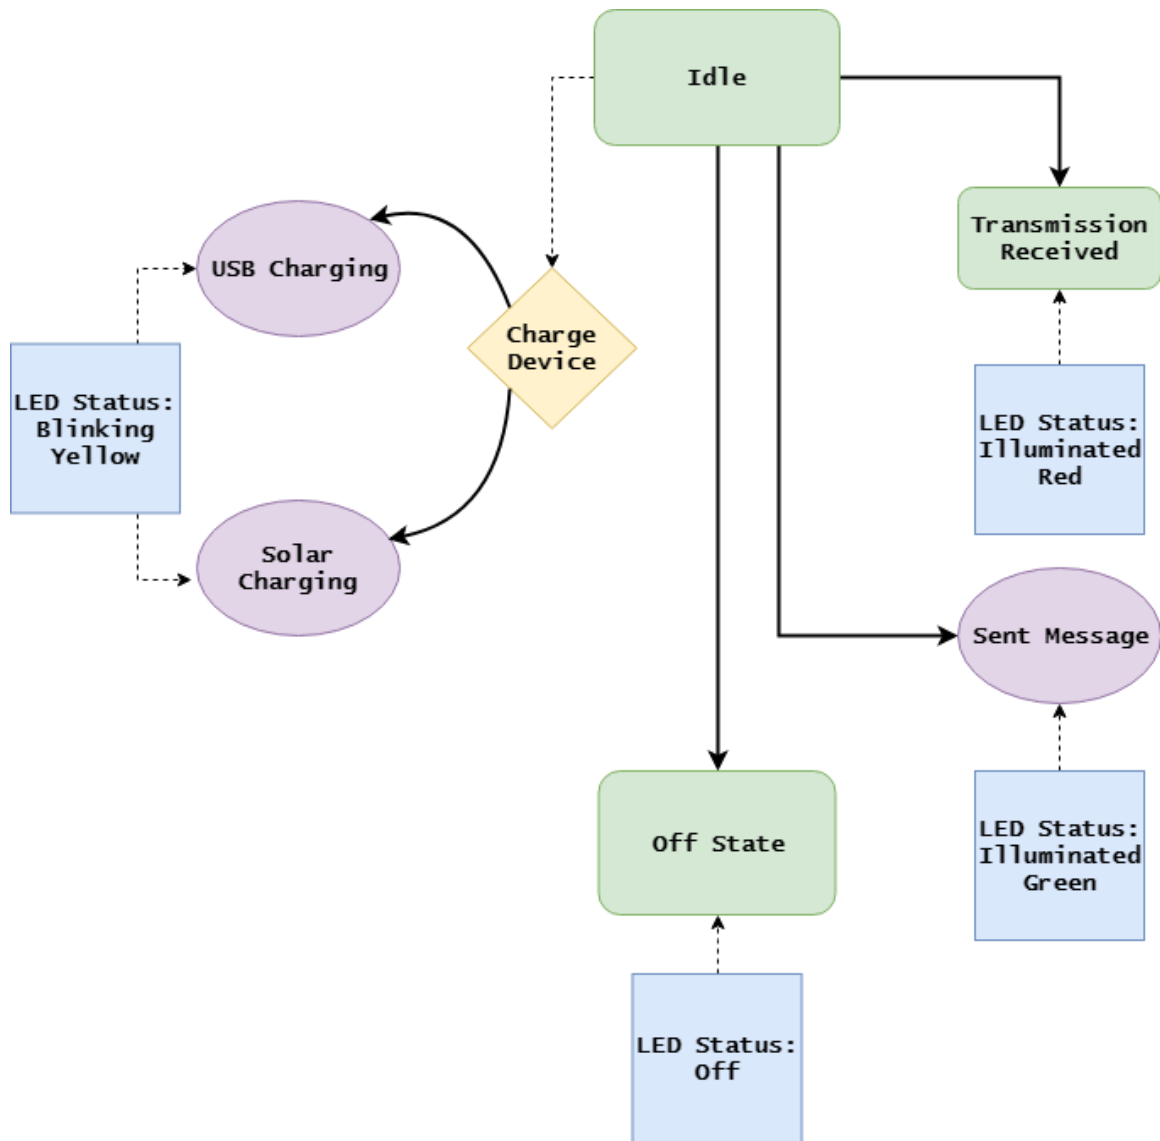 Idle
Transmission
Received
USB Charging
Charge
Device
LED Status:
Blinking
Yellow
LED Status:
Illuminated
Red
Solar
Charging
Sent Message
Off State
LED Status:
Illuminated
Green
LED Status:
Off